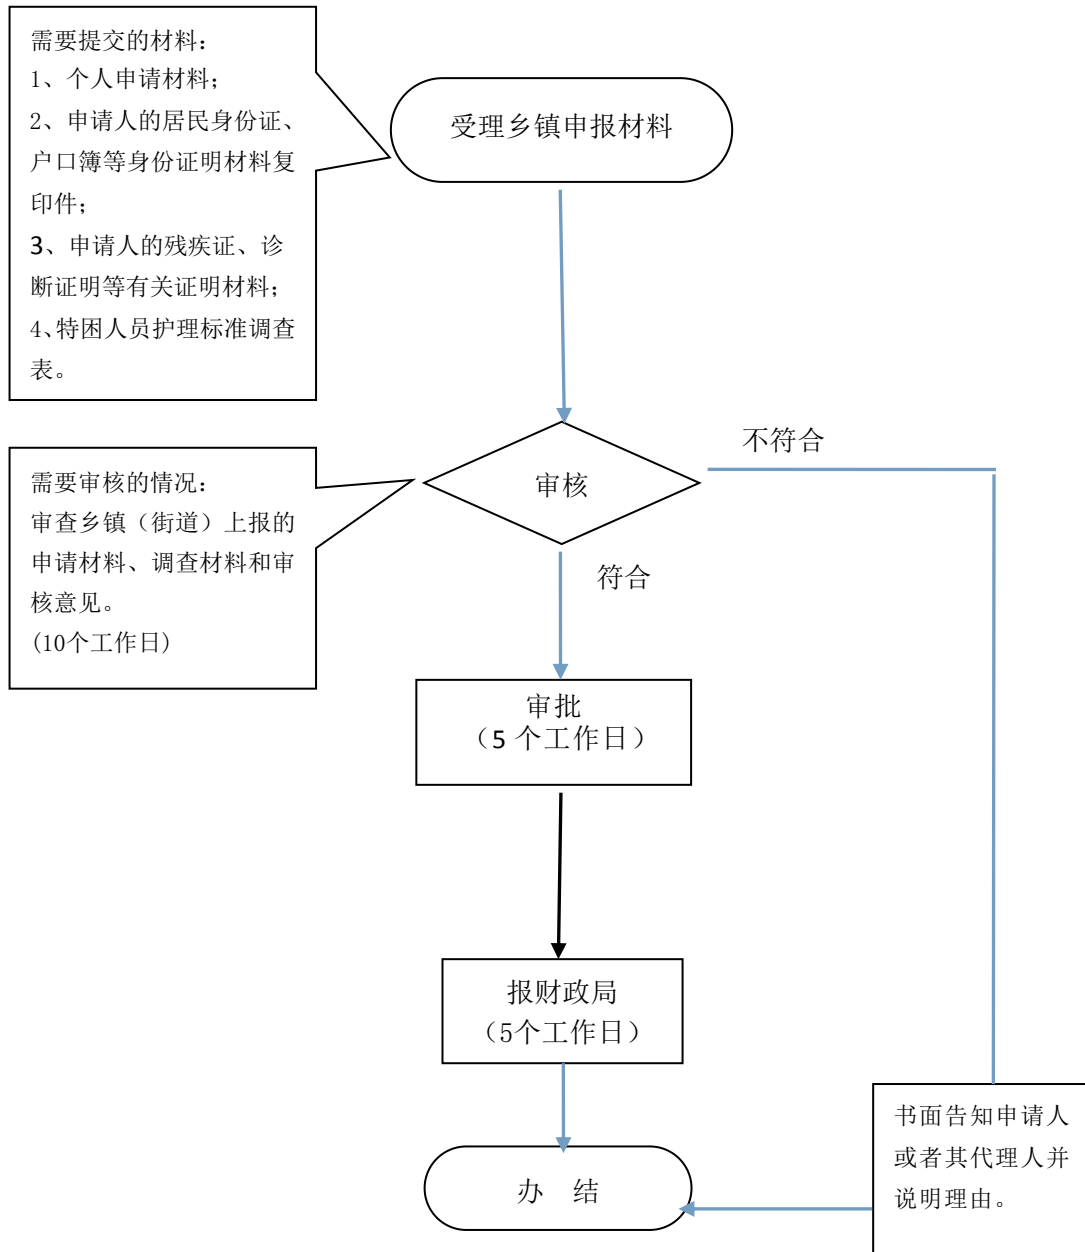 需要提交的材料：
1、个人申请材料；
2、申请人的居民身份证、
户口簿等身份证明材料复
印件；
3、申请人的残疾证、诊
断证明等有关证明材料；
4、特困人员护理标准调查
表。
受理乡镇申报材料
需要审核的情况：
审查乡镇（街道）上报的
申请材料、调查材料和审
核意见。
(10个工作日)
审核
不符合
符合
审批
（5 个工作日）
报财政局
（5个工作日）
书面告知申请人
或者其代理人并
说明理由。
办 结